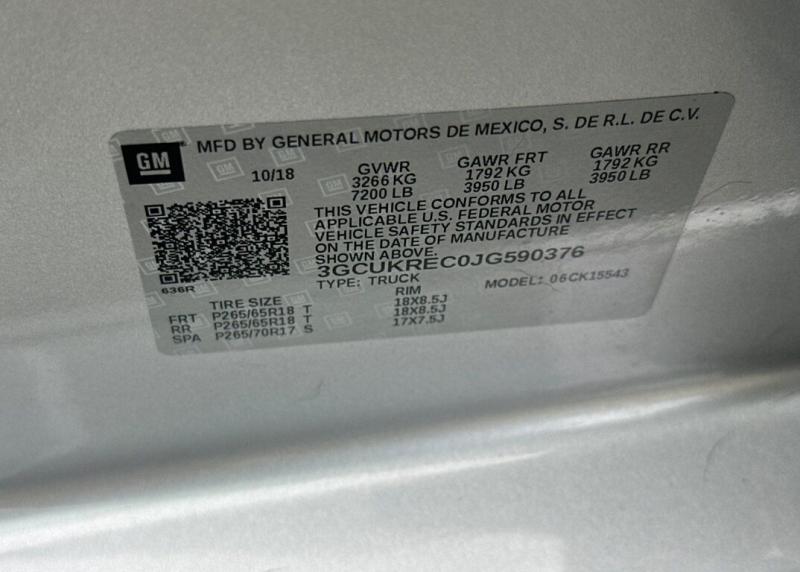 GM
MFD BY GENERAL MOTORS DE MEXICO, S. DE R.L. DE C.V.
10/18 GVWR GAWR FRT GAWR RR
3266 KG 1792 KG 1792 KG
7200 LB 3950 LB 3950 LB
THIS VEHICLE CONFORMS TO ALL
APPLICABLE U.S. FEDERAL MOTOR
VEHICLE SAFETY STANDARDS IN EFFECT
ON THE DATE OF MANUFACTURE
SHOWN ABOVE.
3GCUKREC0JG590376
636R
TYPE: TRUCK MODEL: 06CK15543
TIRE SIZE RIM
FRT P265/65R18 T 18X8.5J
RR P265/65R18 T 18X8.5J
SPA P265/70R17 S 17X7.5J